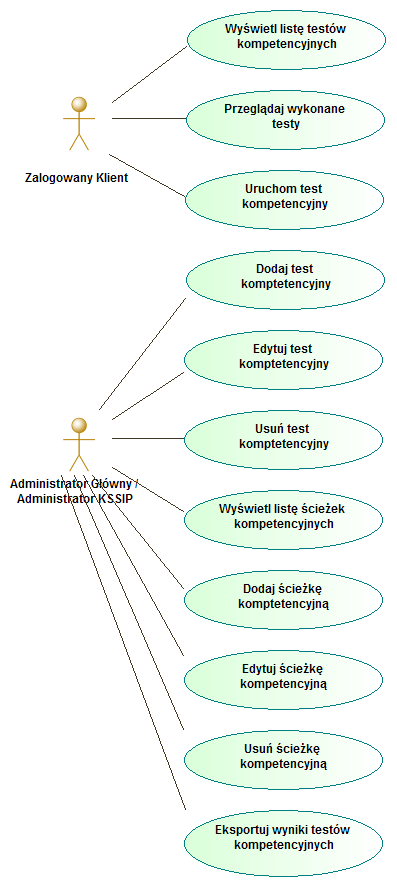 Wyświetl listę testów
kompetencyjnych
Przeglądaj wykonane
testy
Zalogowany Klient
Uruchom test
kompetencyjny
Dodaj test
komptetencyjny
Edytuj test
komptetencyjny
Usuń test
komptetencyjny
Administrator Główny /
Administrator KSSIP
Wyświetl listę ścieżek
kompetencyjnych
Dodaj ścieżkę
komptetencyjną
Edytuj ścieżkę
kompetencyjną
Usuń ścieżkę
kompetencyjną
Eksportuj wyniki testów
kompetencyjnych